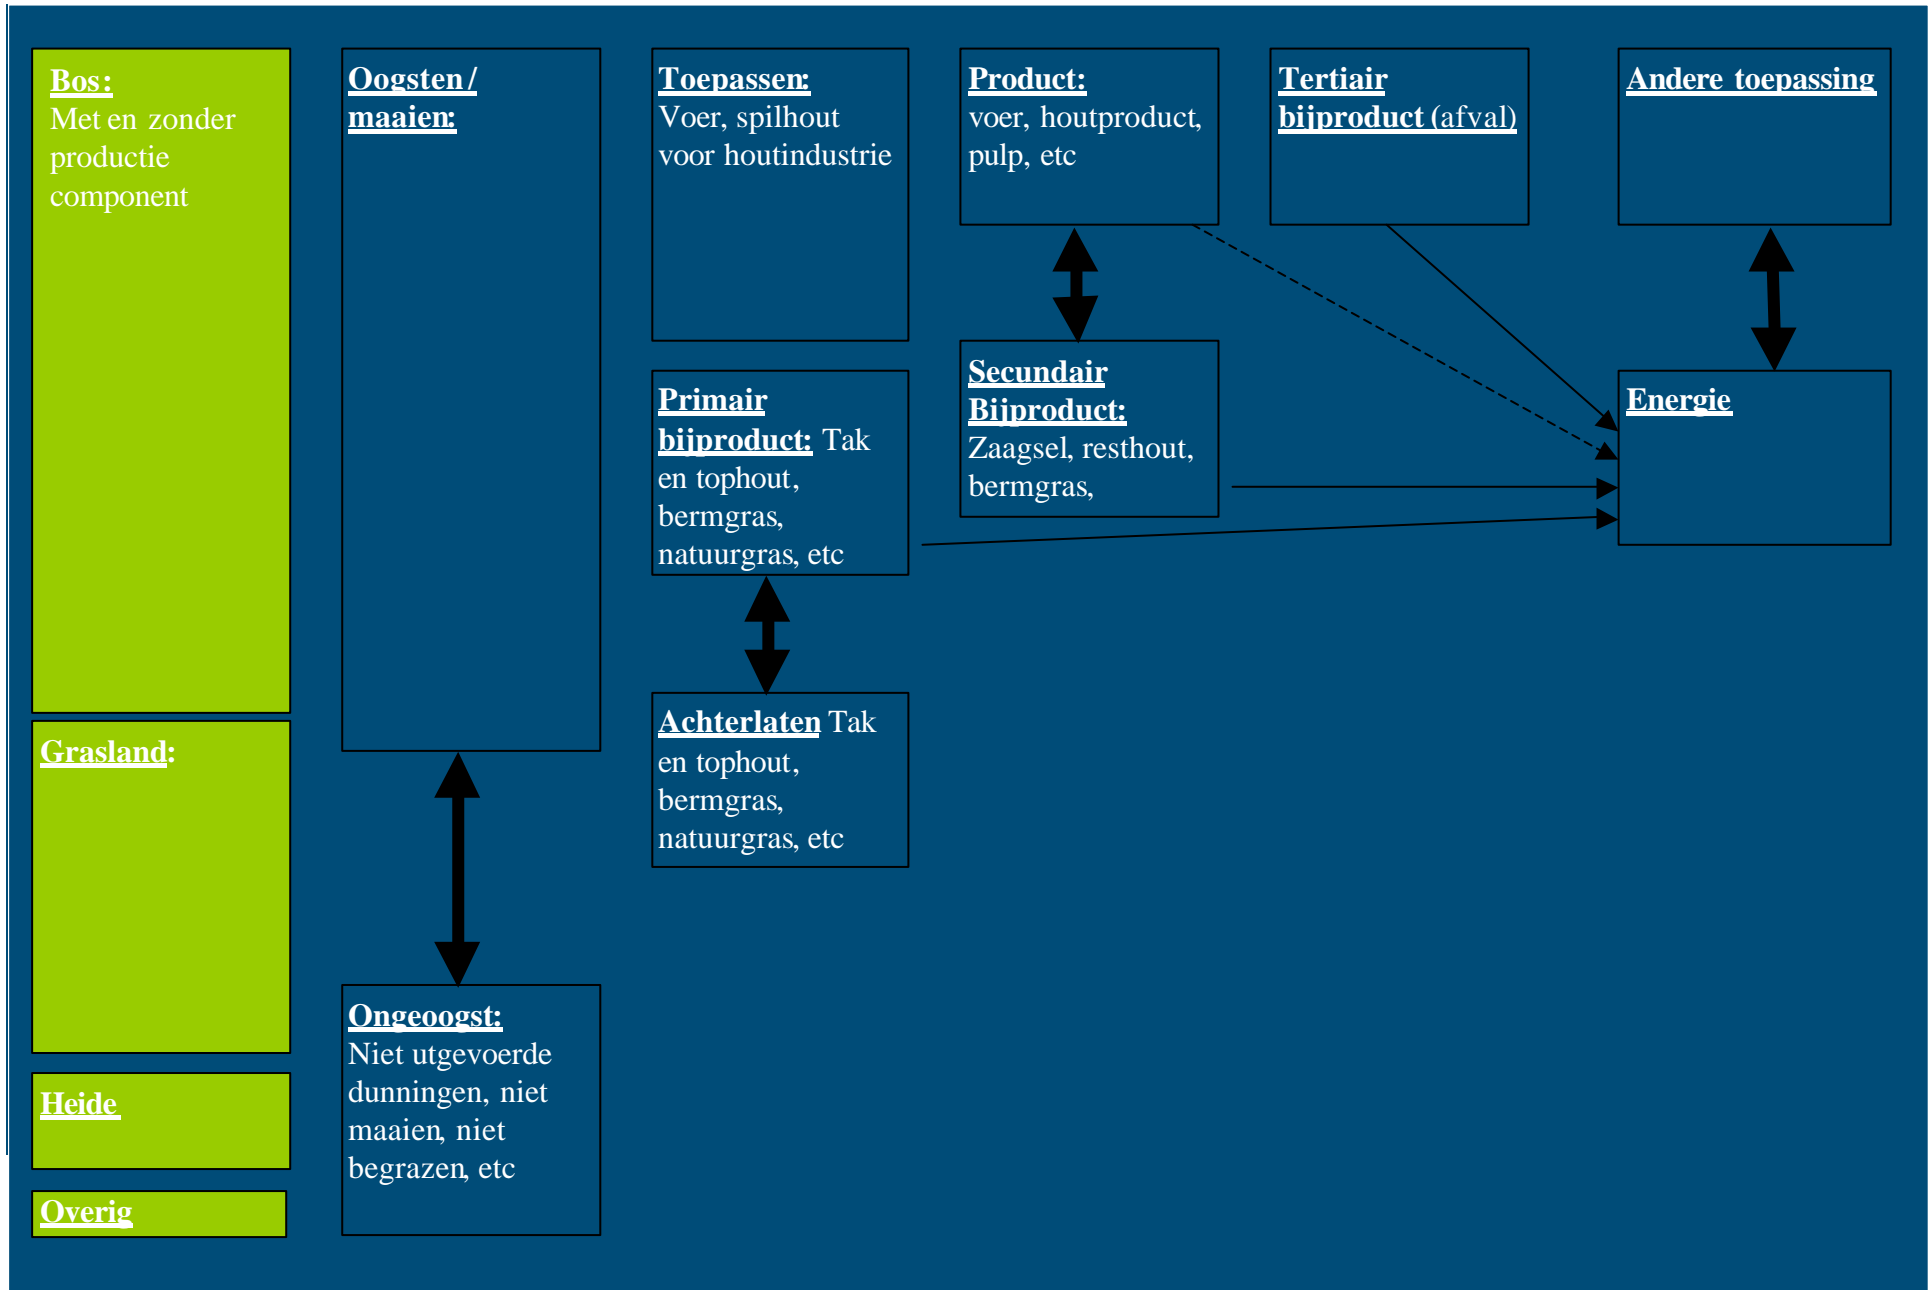 Bos:
Met en zonder
productie
component
Grasland:
Heide
Overig
Oogsten/
maaien:
Ongeoogst:
Niet utgevoerde
dunningen, niet
maaien, niet
begrazen, etc
Toepassen:
Voer, spilhout
voor houtindustrie
Primair
bijproduct: Tak
en tophout,
bermgras,
natuurgras, etc
Achterlaten Tak
en tophout,
bermgras,
natuurgras, etc
Product:
voer, houtproduct,
pulp, etc
Secundair
Bijproduct:
Zaagsel, resthout,
bermgras,
Tertiair
bijproduct (afval)
Andere toepassing
Energie